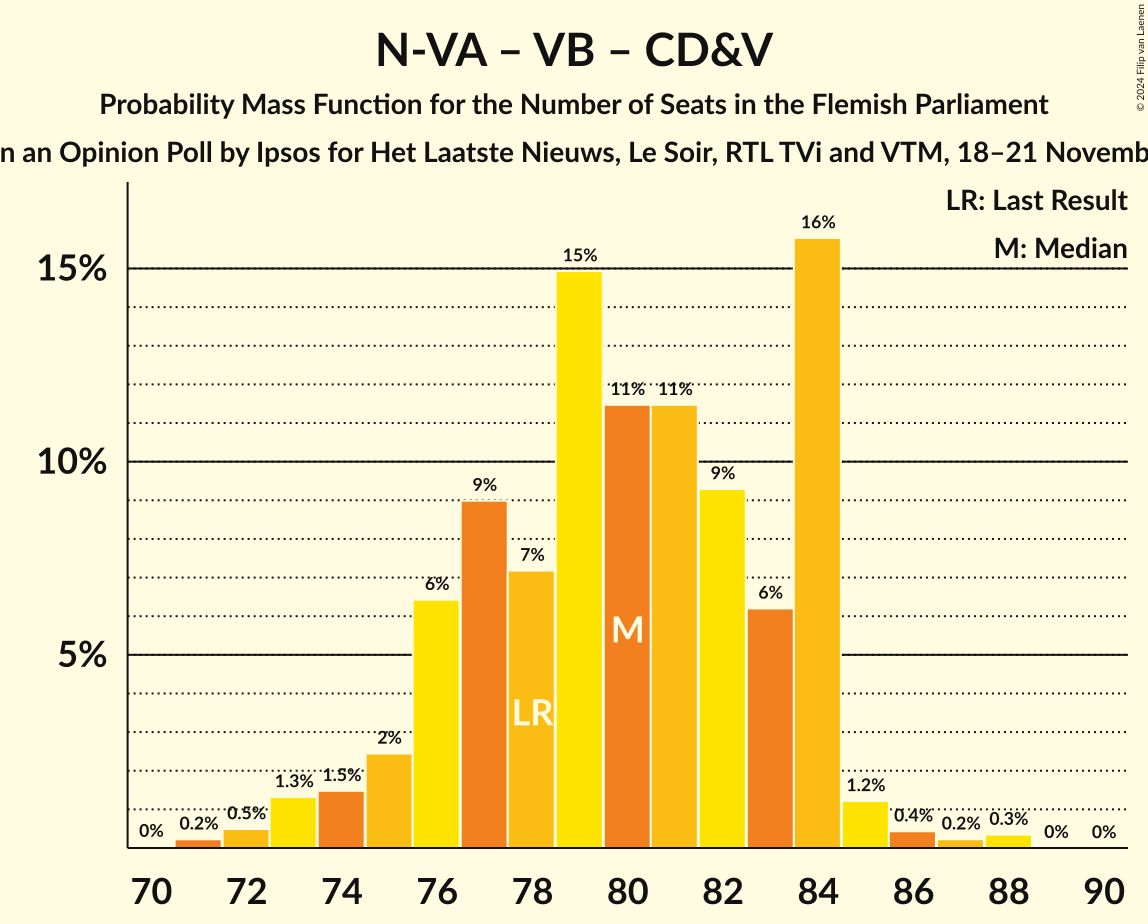 N-VA – VB – CD&V
Probability Mass Function for the Number of Seats in the Flemish Parliament
an Opinion Poll by Ipsos for Het Laatste Nieuws, Le Soir, RTL TVi and VTM, 18–21
© 2024 Filip van Laenen
LR: Last Result
M: Median
15%
10%
5%
0%
0.2%
0.5%
1.3%
1.5%
2%
6%
9%
7%
15%
11%
11%
9%
6%
16%
1.2%
0.4%
0.2%
0.3%
0%
0%
LR
M
70 72 74 76 78 80 82 84 86 88 90